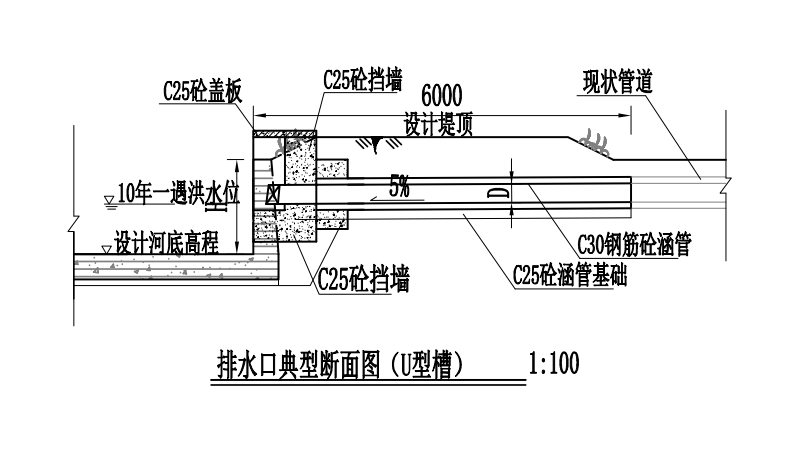 C25砼挡墙
现状管道
C25砼盖板
6000
设计堤顶
10年一遇洪水位
H
5%
D
设计河底高程
C30钢筋砼涵管
C25砼挡墙
C25砼涵管基础
排水口典型断面图（U型槽） 1:100